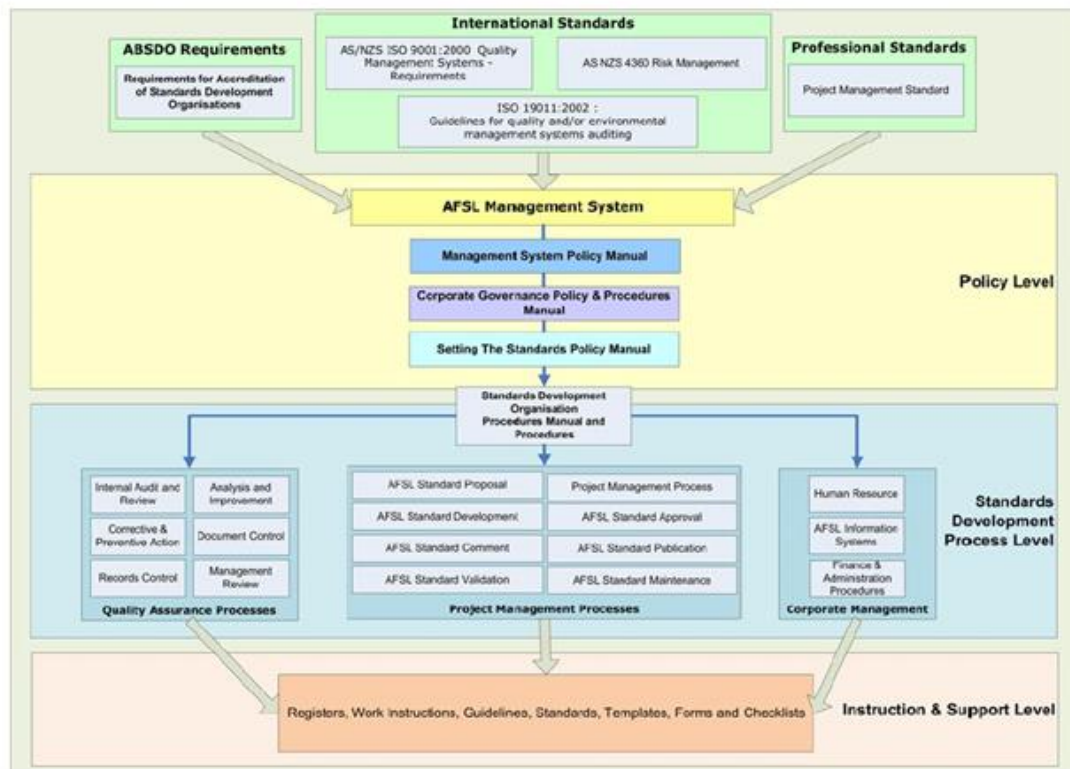 International Standards
ABSDO Requirements
Professional Standards
Requirements for Accreditation
of Standards Development
Organisations
AS/NZS ISO 9001:2000 Quality
Management Systems -
Requirements
AS NZS 4360 Risk Management
Project Management Standard
ISO 19011:2002 :
Guidelines for quality and/or environmental
management systems auditing
AFSL Management System
Management System Policy Manual
Corporate Governance Policy & Procedures
Manual
Setting The Standards Policy Manual
Policy Level
Standards Development
Organisation
Procedures Manual and
Procedures
Internal Audit and
Review
Analysis and
Improvement
Corrective &
Preventive Action
Document Control
Records Control
Management
Review
Quality Assurance Processes
AFSL Standard Proposal
Project Management Process
AFSL Standard Development
AFSL Standard Approval
AFSL Standard Comment
AFSL Standard Publication
AFSL Standard Validation
AFSL Standard Maintenance
Project Management Processes
Human Resource
AFSL Information
Systems
Finance &
Administration
Procedures
Corporate Management
Standards
Development
Process Level
Registers, Work Instructions, Guidelines, Standards, Templates, Forms and Checklists
Instruction & Support Level